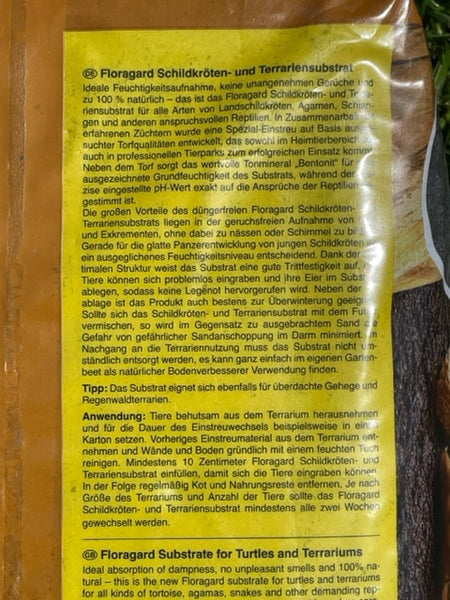 DE Floragard Schildkröten- und Terrariensubstrat
Ideale Feuchtigkeitsaufnahme, keine unangenehmen Gerüche und
zu 100 % natürlich – das ist das Floragard Schildkröten- und
riensubstrat für alle Arten von Landschildkröten, Agamen,
gen und anderen anspruchsvollen Reptilien. In Zusammenarbeit
erfahrenen Züchtern wurde eine Spezial-Einstreu auf Basis
suchter Torfqualitäten entwickelt, das sowohl im Heimtierbereich
auch in professionellen Tierparks zum erfolgreichen Einsatz kommt.
Neben dem Torf sorgt das wertvolle Tonmineral „Bentonit" für
ausgezeichnete Grundfeuchtigkeit des Substrats, während der
zise eingestellte pH-Wert exakt auf die Ansprüche der Reptilien
gestimmt ist.
Die großen Vorteile des düngerfreien Floragard Schildkröten-
Terrariensubstrats liegen in der geruchsfreien Aufnahme von
und Exkrementen, ohne dabei zu nässen oder Schimmel zu
Gerade für die glatte Panzerentwicklung von jungen Schildkröten
ein ausgeglichenes Feuchtigkeitsniveau entscheidend. Dank der
timalen Struktur weist das Substrat eine gute Trittfestigkeit auf,
Tiere können sich problemlos eingraben und ihre Eier im
ablegen, sodass keine Legenot hervorgerufen wird. Neben der
ablage ist das Produkt auch bestens zur Überwinterung
Sollte sich das Schildkröten- und Terrariensubstrat mit dem
vermischen, so wird im Gegensatz zu ausgebrachtem Sand die
Gefahr von gefährlicher Sandanschoppung im Darm minimiert. Im
Nachgang an die Terrariennutzung muss das Substrat nicht um-
ständlich entsorgt werden, es kann ganz einfach im eigenen Garten-
beet als natürlicher Bodenverbesserer Verwendung finden.
Tipp: Das Substrat eignet sich ebenfalls für überdachte Gehege und
Regenwaldterrarien.
Anwendung: Tiere behutsam aus dem Terrarium herausnehmen
und für die Dauer des Einstreuwechsels beispielsweise in einen
Karton setzen. Vorheriges Einstreumaterial aus dem Terrarium ent-
nehmen und Wände und Boden gründlich mit einem feuchten Tuch
reinigen. Mindestens 10 Zentimeter Floragard Schildkröten- und
Terrariensubstrat einfüllen, damit sich die Tiere eingraben können.
In der Folge regelmäßig Kot und Nahrungsreste entfernen. Je nach
Größe des Terrariums und Anzahl der Tiere sollte das Floragard
Schildkröten- und Terrariensubstrat mindestens alle zwei Wochen
gewechselt werden.
GB Floragard Substrate for Turtles and Terrariums
Ideal absorption of dampness, no unpleasant smells and 100% na-
tural – this is the new Floragard substrate for turtles and terrariums
for all kinds of tortoise, agamas, snakes and other demanding rep-